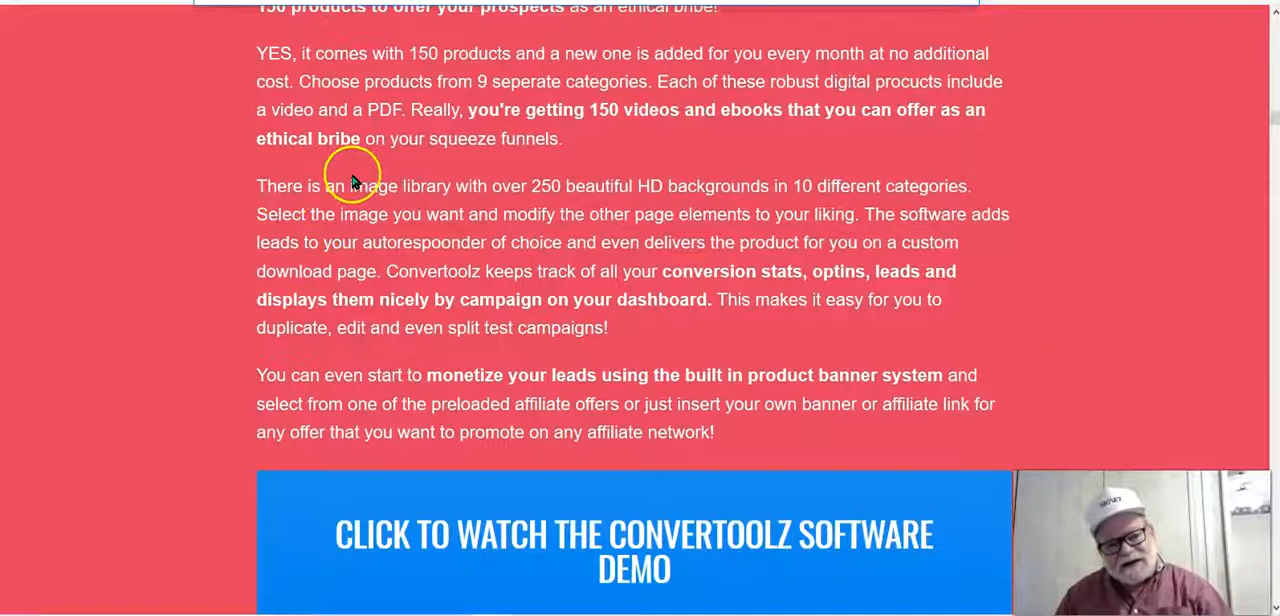 150 products to offer your prospects as an ethical bribe!
YES, it comes with 150 products and a new one is added for you every month at no additional
cost. Choose products from 9 seperate categories. Each of these robust digital procucts include
a video and a PDF. Really, you're getting 150 videos and ebooks that you can offer as an
ethical bribe on your squeeze funnels.
There is an image library with over 250 beautiful HD backgrounds in 10 different categories.
Select the image you want and modify the other page elements to your liking. The software adds
leads to your autorespoonder of choice and even delivers the product for you on a custom
download page. Convertoolz keeps track of all your conversion stats, optins, leads and
displays them nicely by campaign on your dashboard. This makes it easy for you to
duplicate, edit and even split test campaigns!
You can even start to monetize your leads using the built in product banner system and
select from one of the preloaded affiliate offers or just insert your own banner or affiliate link for
any offer that you want to promote on any affiliate network!
CLICK TO WATCH THE CONVERTOOLZ SOFTWARE
DEMO